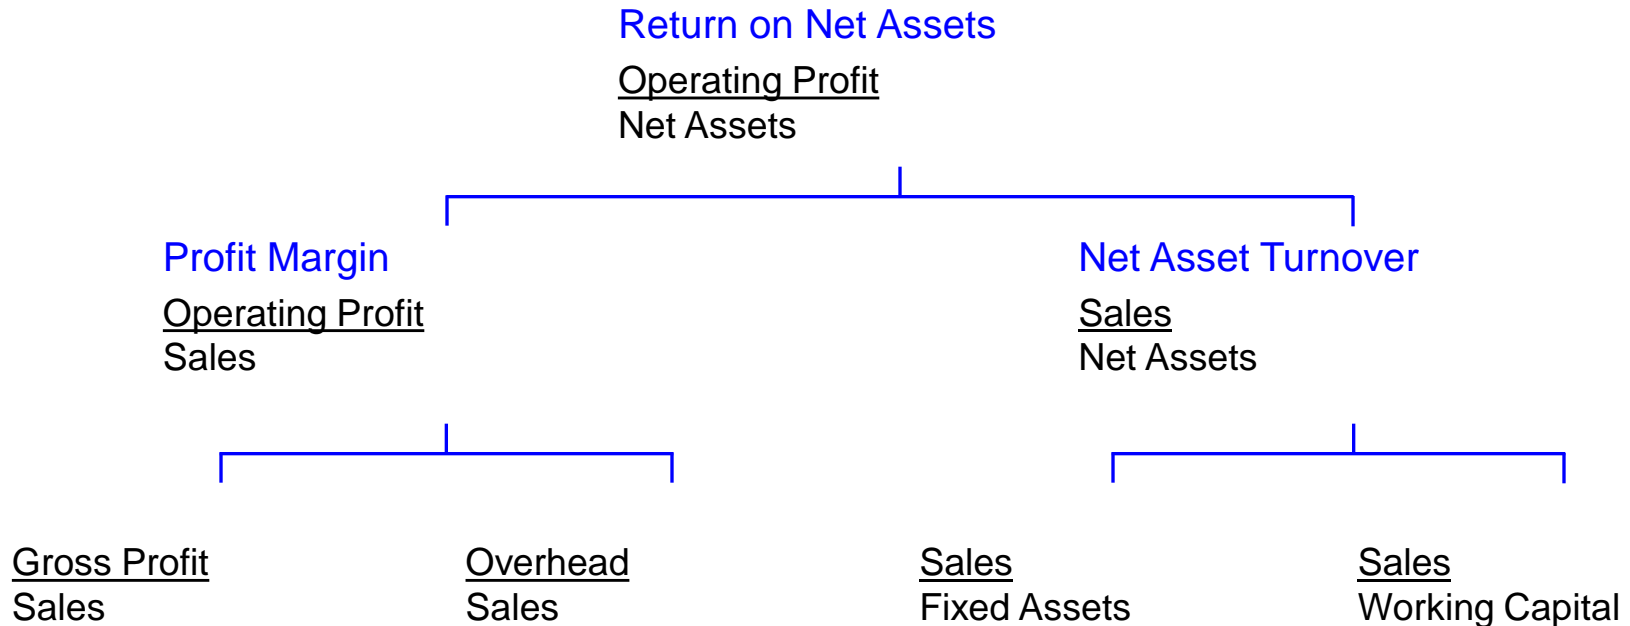 Return on Net Assets
Operating Profit
Net Assets
Profit Margin
Operating Profit
Sales
Net Asset Turnover
Sales
Net Assets
Gross Profit
Sales
Overhead
Sales
Sales
Fixed Assets
Sales
Working Capital